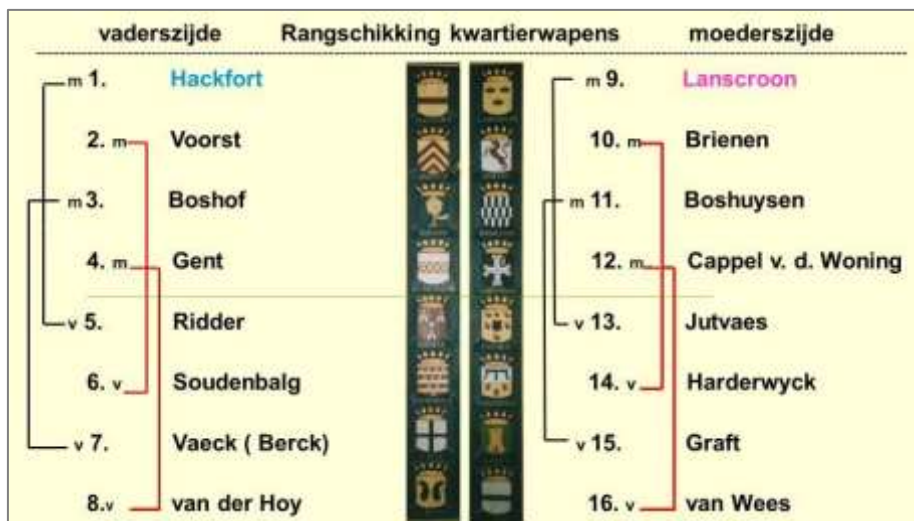 vaderszijde Rangschikking kwartierwapens moederszijde
m 1. Hackfort m 9. Lanscroon
2. m Voorst 10. m Brienen
m 3. Boshof m 11. Boshuysen
4. m Gent 12. m Cappel v. d. Woning
v 5. Ridder v 13. Jutvaes
6. v Soudenbalg 14. v Harderwyck
v 7. Vaeck ( Berck) v 15. Graft
8.v van der Hoy 16. v van Wees